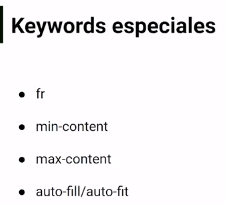 Keywords especiales
● fr
● min-content
● max-content
● auto-fill/auto-fit